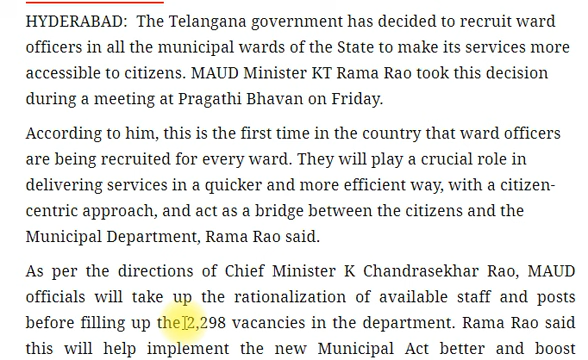 HYDERABAD: The Telangana government has decided to recruit ward
officers in all the municipal wards of the State to make its services more
accessible to citizens. MAUD Minister KT Rama Rao took this decision
during a meeting at Pragathi Bhavan on Friday.
According to him, this is the first time in the country that ward officers
are being recruited for every ward. They will play a crucial role in
delivering services in a quicker and more efficient way, with a citizen-
centric approach, and act as a bridge between the citizens and the
Municipal Department, Rama Rao said.
As per the directions of Chief Minister K Chandrasekhar Rao, MAUD
officials will take up the rationalization of available staff and posts
before filling up the 2,298 vacancies in the department. Rama Rao said
this will help implement the new Municipal Act better and boost